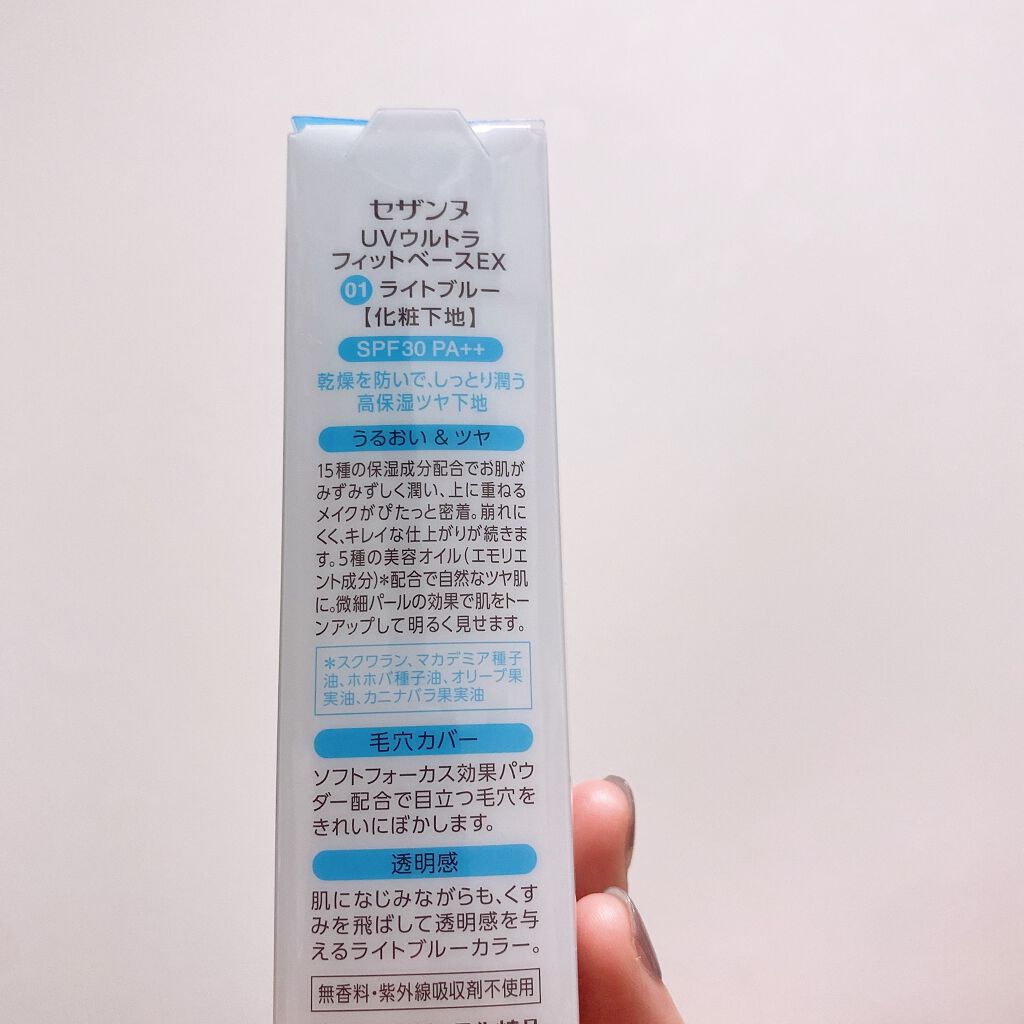 セザンヌ
UVウルトラ
フィットベースEX
01 ライトブルー
【化粧下地】
SPF30 PA++
乾燥を防いで、しっとり潤う
高保湿ツヤ下地
うるおい & ツヤ
15種の保湿成分配合でお肌が
みずみずしく潤い、上に重ねる
メイクがぴたっと密着。崩れに
くく、キレイな仕上がりが続きま
す。5種の美容オイル(エモリエ
ント成分)*配合で自然なツヤ肌
に。微細パールの効果で肌をトー
ンアップして明るく見せます。
*スクワラン、マカデミア種子
油、ホホバ種子油、オリーブ果
実油、カニナバラ果実油
毛穴カバー
ソフトフォーカス効果パウ
ダー配合で目立つ毛穴を
きれいにぼかします。
透明感
肌になじみながらも、くす
みを飛ばして透明感を与
えるライトブルーカラー。
無香料・紫外線吸収剤不使用